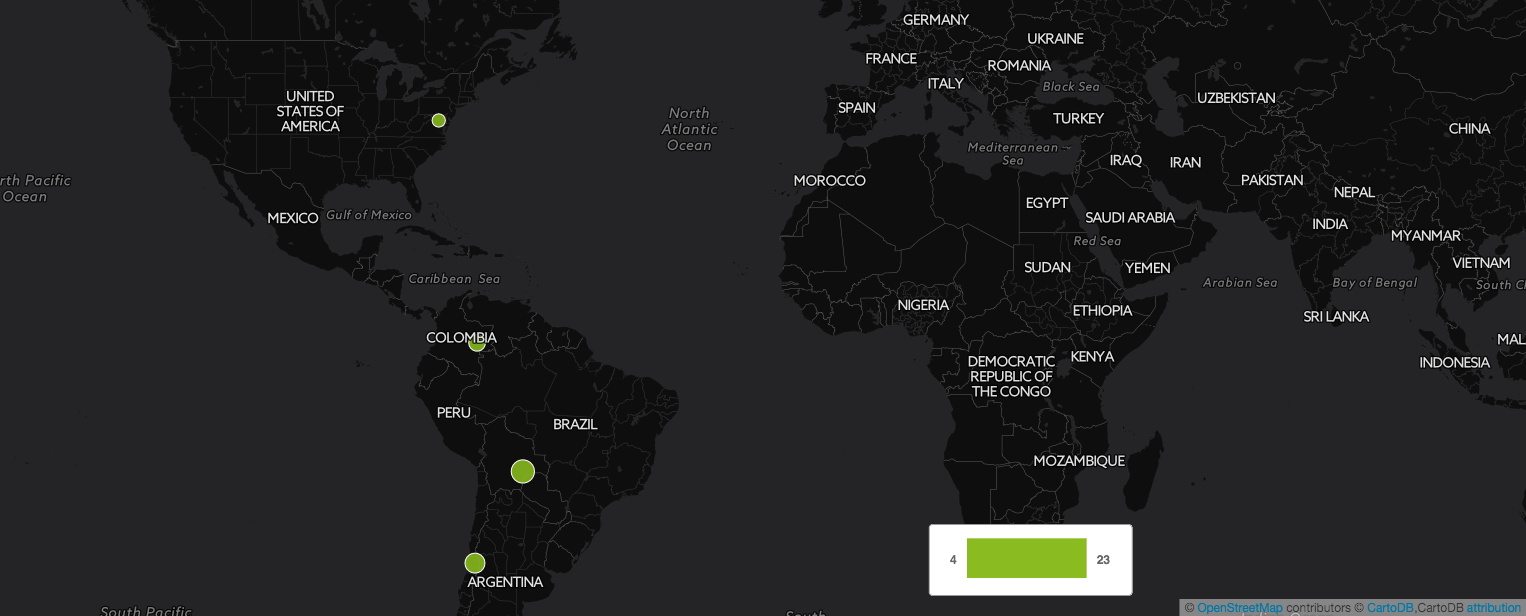 GERMANY
UKRAINE
FRANCE
ROMANIA
ITALY
Black Sea
UNITED
STATES OF
AMERICA
SPAIN
UZBEKISTAN
North
Atlantic
Ocean
TURKEY
CHINA
Mediterranean
Sea
IRAQ
IRAN
rth Pacific
Ocean
MOROCCO
PAKISTAN
NEPAL
EGYPT
MEXICO
Gulf of Mexico
SAUDI ARABIA
INDIA
Red Sea
MYANMAR
SUDAN
YEMEN
VIETNAM
Caribbean Sea
Arabian Sea
Bay of Bengal
South C
NIGERIA
ETHIOPIA
SRI LANKA
COLOMBIA
MAL
DEMOCRATIC
REPUBLIC OF
THE CONGO
KENYA
INDONESIA
PERU
BRAZIL
MOZAMBIQUE
4
23
ARGENTINA
South Pacific
South
© OpenStreetMap contributors © CartoDB,CartoDB attribution